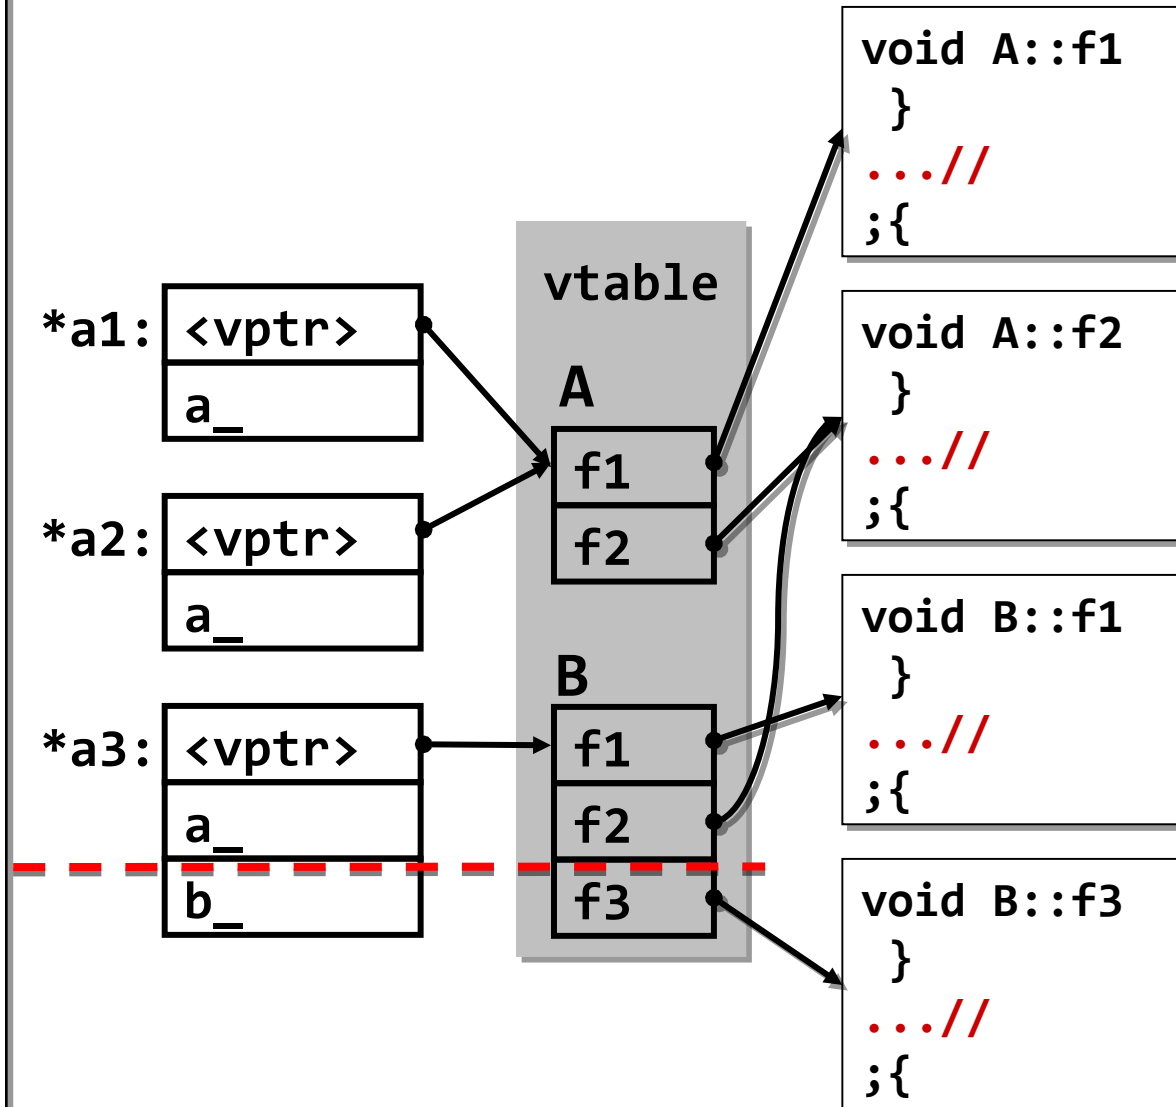 *a1:
<vptr>
a_
*a2:
<vptr>
a_
*a3:
<vptr>
a_
b_
vtable
A
f1
f2
B
f1
f2
f3
void A::f1
}
...//
;{
void A::f2
}
...//
;{
void B::f1
}
...//
;{
void B::f3
}
...//
;{